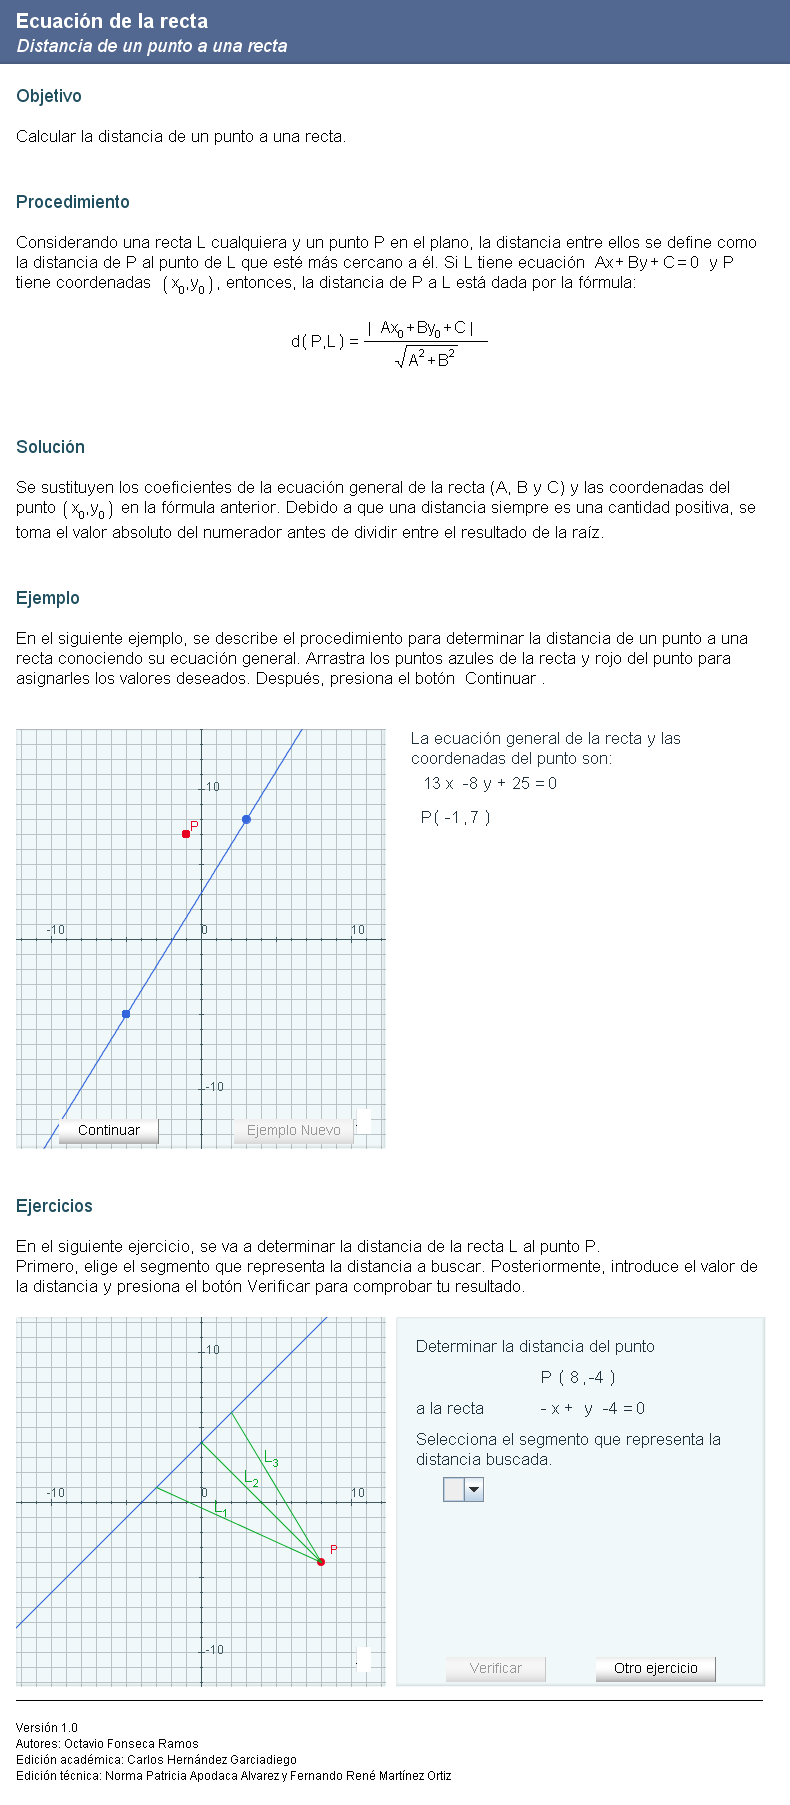 Ecuación de la recta
Distancia de un punto a una recta
Objetivo
Calcular la distancia de un punto a una recta.
Procedimiento
Considerando una recta L cualquiera y un punto P en el plano, la distancia entre ellos se define como
la distancia de P al punto de L que esté más cercano a él. Si L tiene ecuación Ax + By + C = 0 y P
tiene coordenadas (x₀,y₀), entonces, la distancia de P a L está dada por la fórmula:
d( P,L ) = | Ax₀+By₀+C | / √A²+B²
Solución
Se sustituyen los coeficientes de la ecuación general de la recta (A, B y C) y las coordenadas del
punto (x₀,y₀) en la fórmula anterior. Debido a que una distancia siempre es una cantidad positiva, se
toma el valor absoluto del numerador antes de dividir entre el resultado de la raíz.
Ejemplo
En el siguiente ejemplo, se describe el procedimiento para determinar la distancia de un punto a una
recta conociendo su ecuación general. Arrastra los puntos azules de la recta y rojo del punto para
asignarles los valores deseados. Después, presiona el botón Continuar .
10
P
-10
0
10
-10
Continuar
Ejemplo Nuevo
La ecuación general de la recta y las
coordenadas del punto son:
13 x -8 y + 25 = 0
P( -1 , 7 )
Ejercicios
En el siguiente ejercicio, se va a determinar la distancia de la recta L al punto P.
Primero, elige el segmento que representa la distancia a buscar. Posteriormente, introduce el valor de
la distancia y presiona el botón Verificar para comprobar tu resultado.
10
L₃
L₂
-10
0
10
L₁
P
-10
Determinar la distancia del punto
P ( 8 , -4 )
a la recta - x + y -4 = 0
Selecciona el segmento que representa la
distancia buscada.
Verificar
Otro ejercicio
Versión 1.0
Autores: Octavio Fonseca Ramos
Edición académica: Carlos Hernández Garciadiego
Edición técnica: Norma Patricia Apodaca Alvarez y Fernando René Martínez Ortiz